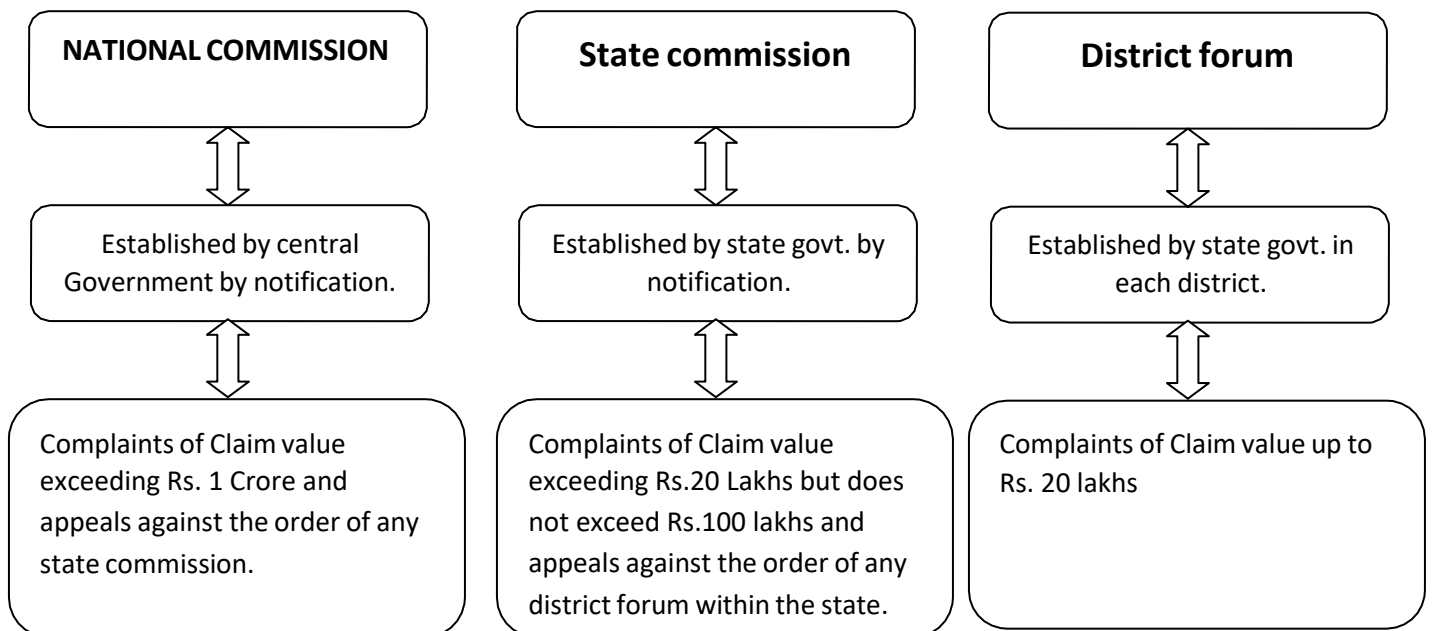 NATIONAL COMMISSION
State commission
District forum
Established by central
Government by notification.
Established by state govt. by
notification.
Established by state govt. in
each district.
Complaints of Claim value
exceeding Rs. 1 Crore and
appeals against the order of any
state commission.
Complaints of Claim value
exceeding Rs.20 Lakhs but does
not exceed Rs.100 lakhs and
appeals against the order of any
district forum within the state.
Complaints of Claim value up to
Rs. 20 lakhs